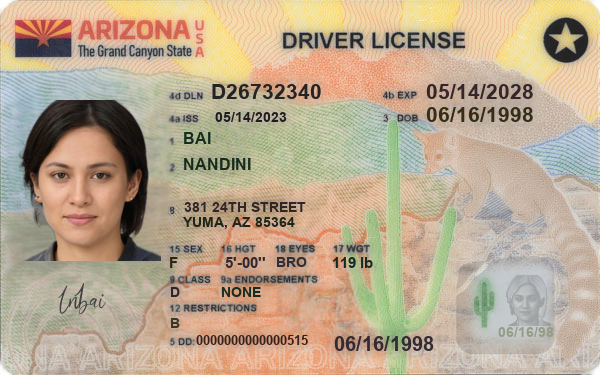 ARIZONA USA
The Grand Canyon State
DRIVER LICENSE
4d DLN D26732340 4b EXP 05/14/2028
4a ISS 05/14/2023 3 DOB 06/16/1998
1 BAI
2 NANDINI
8 381 24TH STREET
YUMA, AZ 85364
15 SEX 16 HGT 18 EYES 17 WGT
F 5'-00" BRO 119 lb
9 CLASS 9a ENDORSEMENTS
D NONE
12 RESTRICTIONS
B
5 DD: 0000000000000515 06/16/1998
06/16/98
ARIZONA ARIZONA ARIZONA